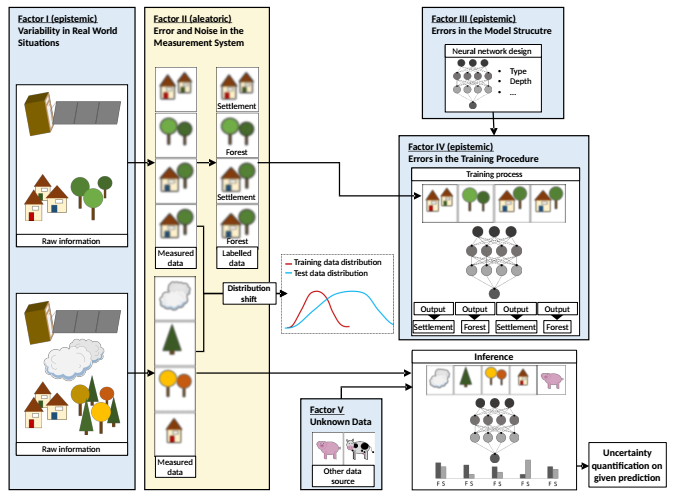 Factor I (epistemic)
Variability in Real World
Situations
Raw information
Raw information
Factor II (aleatoric)
Error and Noise in the
Measurement System
Settlement
Forest
Settlement
Forest
Measured
data
Labelled
data
Measured
data
Distribution
shift
Training data distribution
Test data distribution
Factor III (epistemic)
Errors in the Model Strucutre
Neural network design
• Type
• Depth
• ...
Factor IV (epistemic)
Errors in the Training Procedure
Training process
Output Output Output Output
Settlement Forest Settlement Forest
Inference
F S F S F S F S F S
Factor V
Unknown Data
Other data
source
Uncertainty
quantification on
given prediction